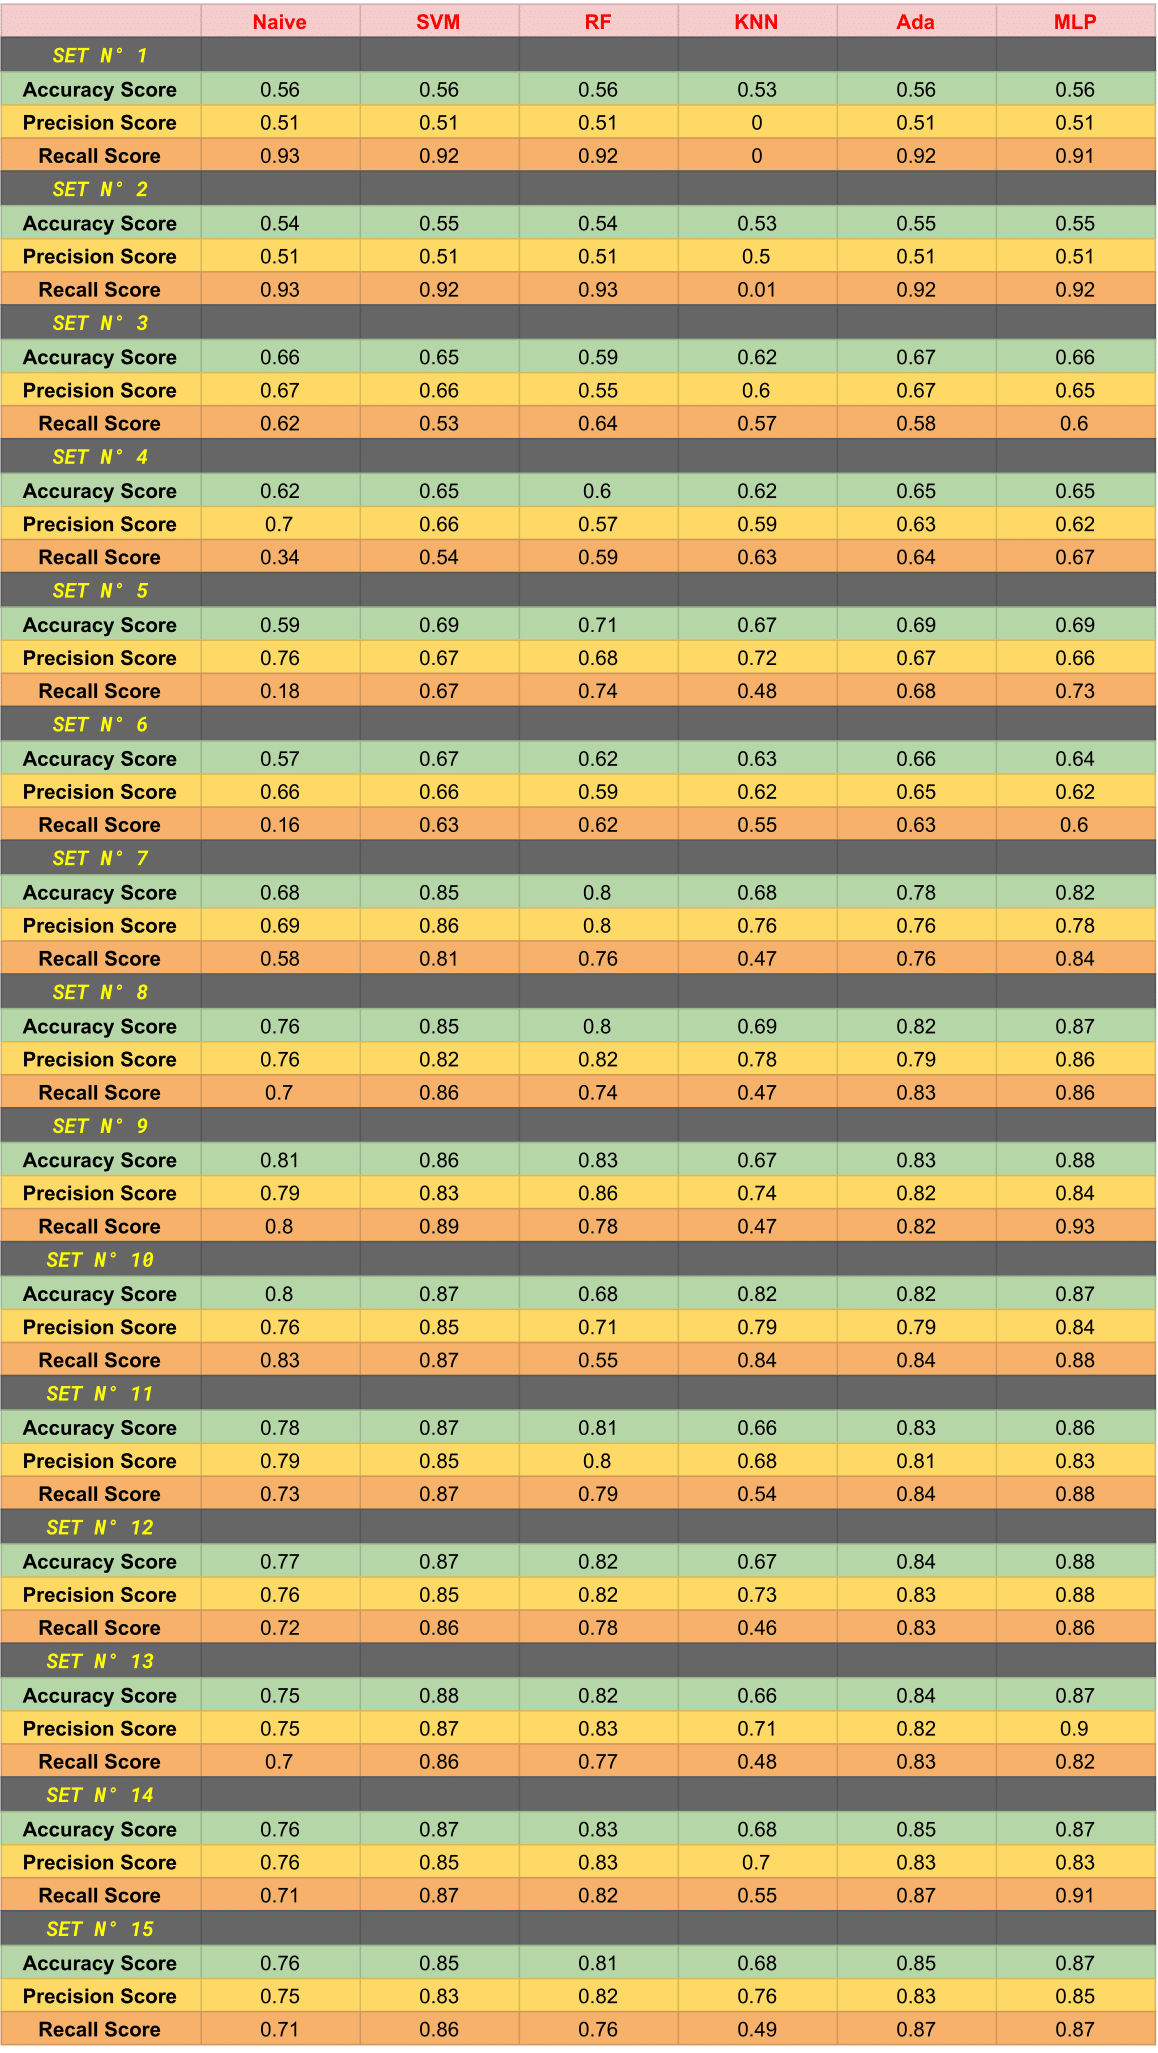 Naive SVM RF KNN Ada MLP
SET N° 1
Accuracy Score 0.56 0.56 0.56 0.53 0.56 0.56
Precision Score 0.51 0.51 0.51 0 0.51 0.51
Recall Score 0.93 0.92 0.92 0 0.92 0.91
SET N° 2
Accuracy Score 0.54 0.55 0.54 0.53 0.55 0.55
Precision Score 0.51 0.51 0.51 0.5 0.51 0.51
Recall Score 0.93 0.92 0.93 0.01 0.92 0.92
SET N° 3
Accuracy Score 0.66 0.65 0.59 0.62 0.67 0.66
Precision Score 0.67 0.66 0.55 0.6 0.67 0.65
Recall Score 0.62 0.53 0.64 0.57 0.58 0.6
SET N° 4
Accuracy Score 0.62 0.65 0.6 0.62 0.65 0.65
Precision Score 0.7 0.66 0.57 0.59 0.63 0.62
Recall Score 0.34 0.54 0.59 0.63 0.64 0.67
SET N° 5
Accuracy Score 0.59 0.69 0.71 0.67 0.69 0.69
Precision Score 0.76 0.67 0.68 0.72 0.67 0.66
Recall Score 0.18 0.67 0.74 0.48 0.68 0.73
SET N° 6
Accuracy Score 0.57 0.67 0.62 0.63 0.66 0.64
Precision Score 0.66 0.66 0.59 0.62 0.65 0.62
Recall Score 0.16 0.63 0.62 0.55 0.63 0.6
SET N° 7
Accuracy Score 0.68 0.85 0.8 0.68 0.78 0.82
Precision Score 0.69 0.86 0.8 0.76 0.76 0.78
Recall Score 0.58 0.81 0.76 0.47 0.76 0.84
SET N° 8
Accuracy Score 0.76 0.85 0.8 0.69 0.82 0.87
Precision Score 0.76 0.82 0.82 0.78 0.79 0.86
Recall Score 0.7 0.86 0.74 0.47 0.83 0.86
SET N° 9
Accuracy Score 0.81 0.86 0.83 0.67 0.83 0.88
Precision Score 0.79 0.83 0.86 0.74 0.82 0.84
Recall Score 0.8 0.89 0.78 0.47 0.82 0.93
SET N° 10
Accuracy Score 0.8 0.87 0.68 0.82 0.82 0.87
Precision Score 0.76 0.85 0.71 0.79 0.79 0.84
Recall Score 0.83 0.87 0.55 0.84 0.84 0.88
SET N° 11
Accuracy Score 0.78 0.87 0.81 0.66 0.83 0.86
Precision Score 0.79 0.85 0.8 0.68 0.81 0.83
Recall Score 0.73 0.87 0.79 0.54 0.84 0.88
SET N° 12
Accuracy Score 0.77 0.87 0.82 0.67 0.84 0.88
Precision Score 0.76 0.85 0.82 0.73 0.83 0.88
Recall Score 0.72 0.86 0.78 0.46 0.83 0.86
SET N° 13
Accuracy Score 0.75 0.88 0.82 0.66 0.84 0.87
Precision Score 0.75 0.87 0.83 0.71 0.82 0.9
Recall Score 0.7 0.86 0.77 0.48 0.83 0.82
SET N° 14
Accuracy Score 0.76 0.87 0.83 0.68 0.85 0.87
Precision Score 0.76 0.85 0.83 0.7 0.83 0.83
Recall Score 0.71 0.87 0.82 0.55 0.87 0.91
SET N° 15
Accuracy Score 0.76 0.85 0.81 0.68 0.85 0.87
Precision Score 0.75 0.83 0.82 0.76 0.83 0.85
Recall Score 0.71 0.86 0.76 0.49 0.87 0.87